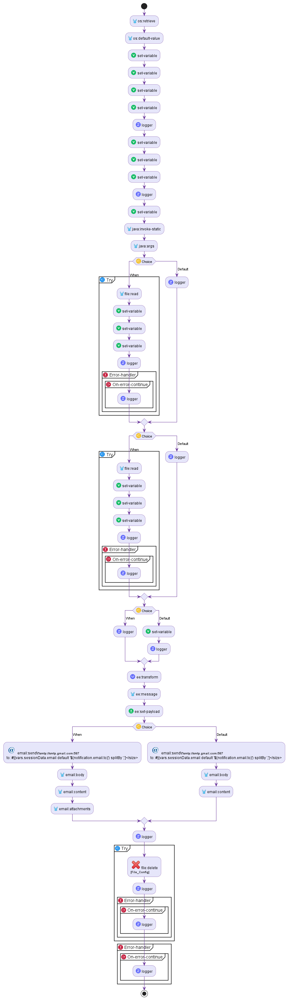 os:retrieve
os:default-value
set-variable
set-variable
set-variable
set-variable
logger
set-variable
set-variable
set-variable
logger
set-variable
java:invoke-static
java:args
Choice
Default
When
Try
logger
file:read
set-variable
set-variable
set-variable
logger
Error-handler
On-error-continue
logger
Choice
Default
When
Try
logger
file:read
set-variable
set-variable
set-variable
logger
Error-handler
On-error-continue
logger
Choice
When
Default
logger
set-variable
logger
ee:transform
ee:message
ee:set-payload
Choice
When
Default
email:send\nsmtp://smtp.gmail.com:587
to: #[(vars.sessionData.email default '${notification.email.to}') splitBy ',']</size>
email:send\nsmtp://smtp.gmail.com:587
to: #[(vars.sessionData.email default '${notification.email.to}') splitBy ',']</size>
email:body
email:body
email:content
email:content
email:attachments
logger
Try
file:delete
[File_Config]
logger
Error-handler
On-error-continue
logger
Error-handler
On-error-continue
logger